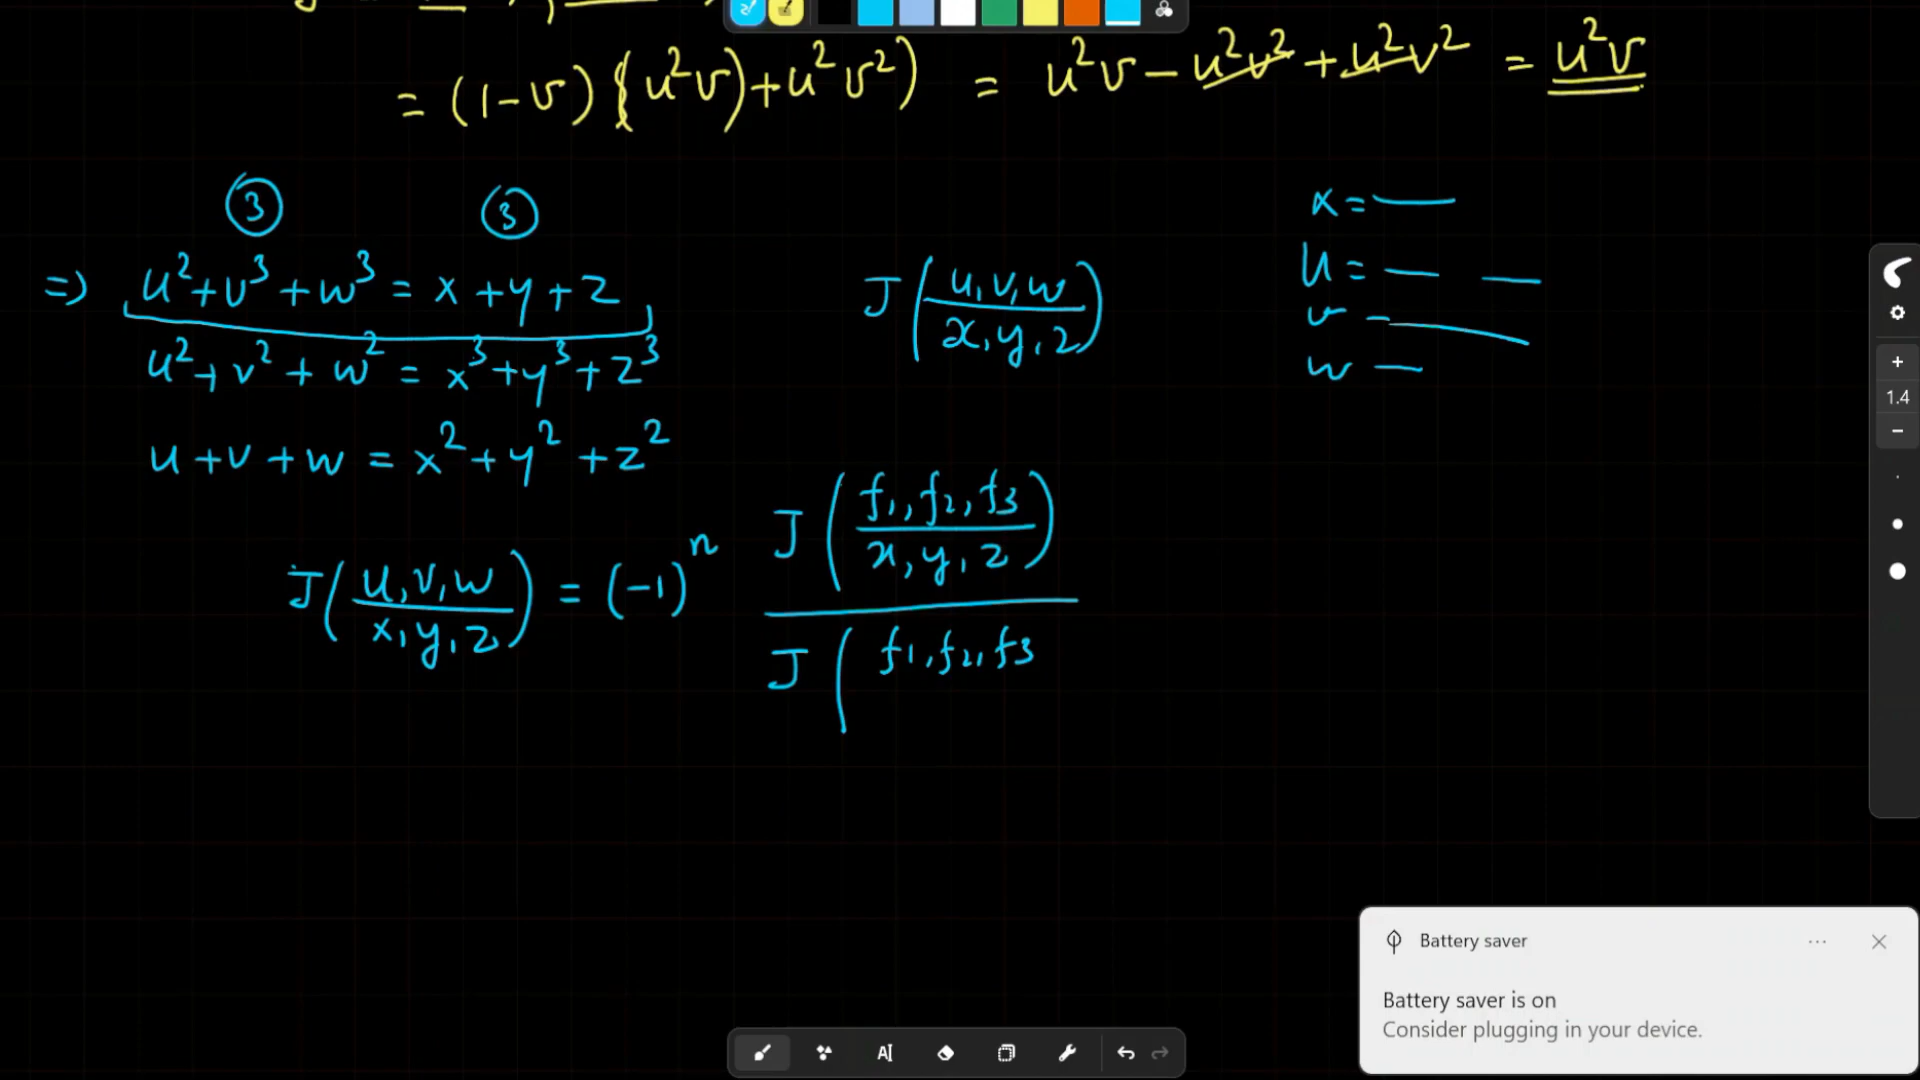 = (1-v) {u²v) + u²v²) = u²v - u²v² + u²v² = u²v
③ ③
=> u²+v³+w³ = x+y+z
u²+v²+w² = x³+y³+z³
u+v+w = x²+y²+z²
J(u,v,w / x,y,z)
x =
u =
v -
w -
J(u,v,w / x,y,z) = (-1)ⁿ J(f1,f2,f3 / x,y,z)
J( f1,f2,f3
+
1.4
-
Battery saver
Battery saver is on
Consider plugging in your device.